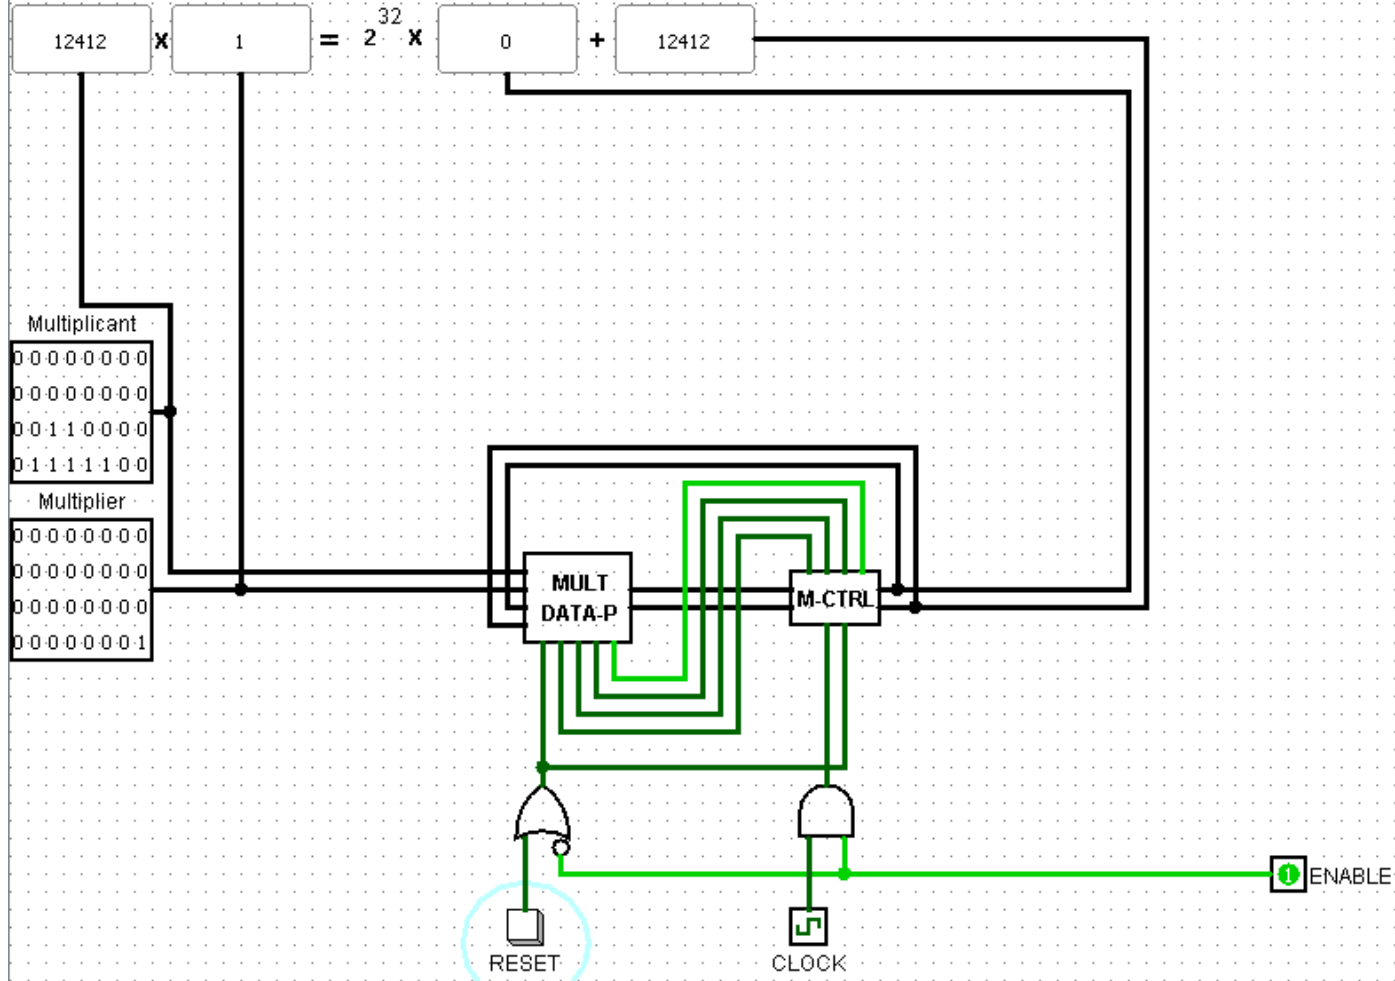 32
12412 x 1 = 2 x 0 + 12412
Multiplicant
0 0 0 0 0 0 0 0
0 0 0 0 0 0 0 0
0 0 1 1 0 0 0 0
0 1 1 1 1 1 0 0
Multiplier
0 0 0 0 0 0 0 0
0 0 0 0 0 0 0 0
0 0 0 0 0 0 0 0
0 0 0 0 0 0 0 1
MULT
DATA-P
M-CTRL
1 ENABLE
RESET
CLOCK